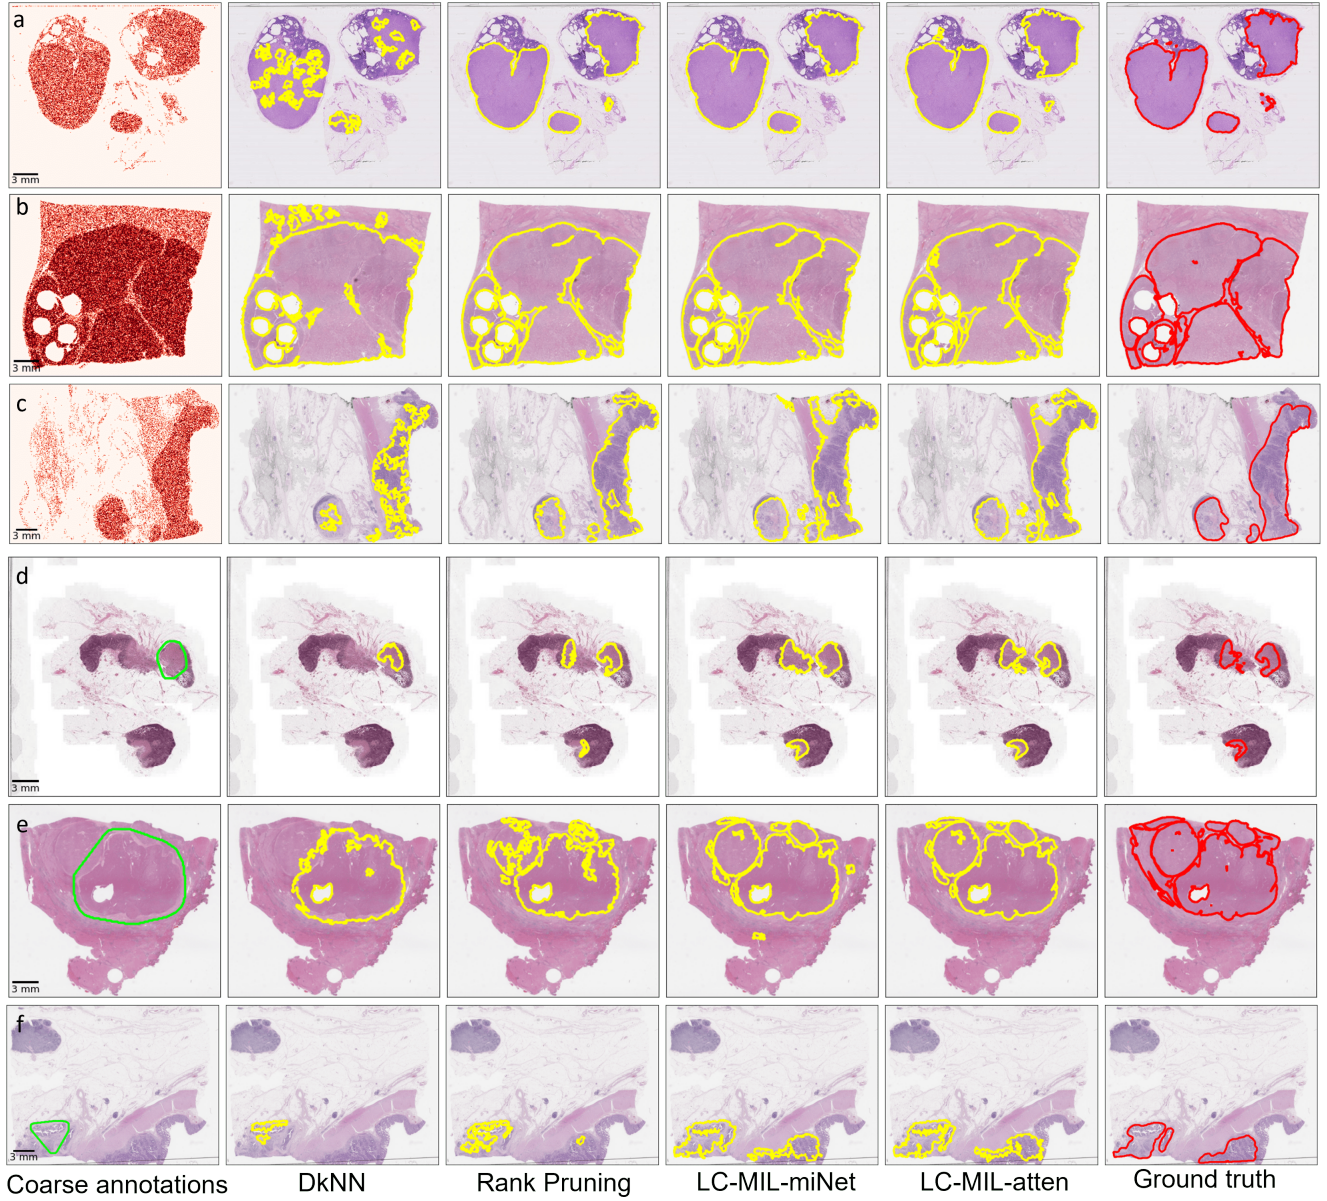 a
3 mm
b
3 mm
c
3 mm
d
3 mm
e
3 mm
f
3 mm
Coarse annotations DkNN Rank Pruning LC-MIL-miNet LC-MIL-atten Ground truth